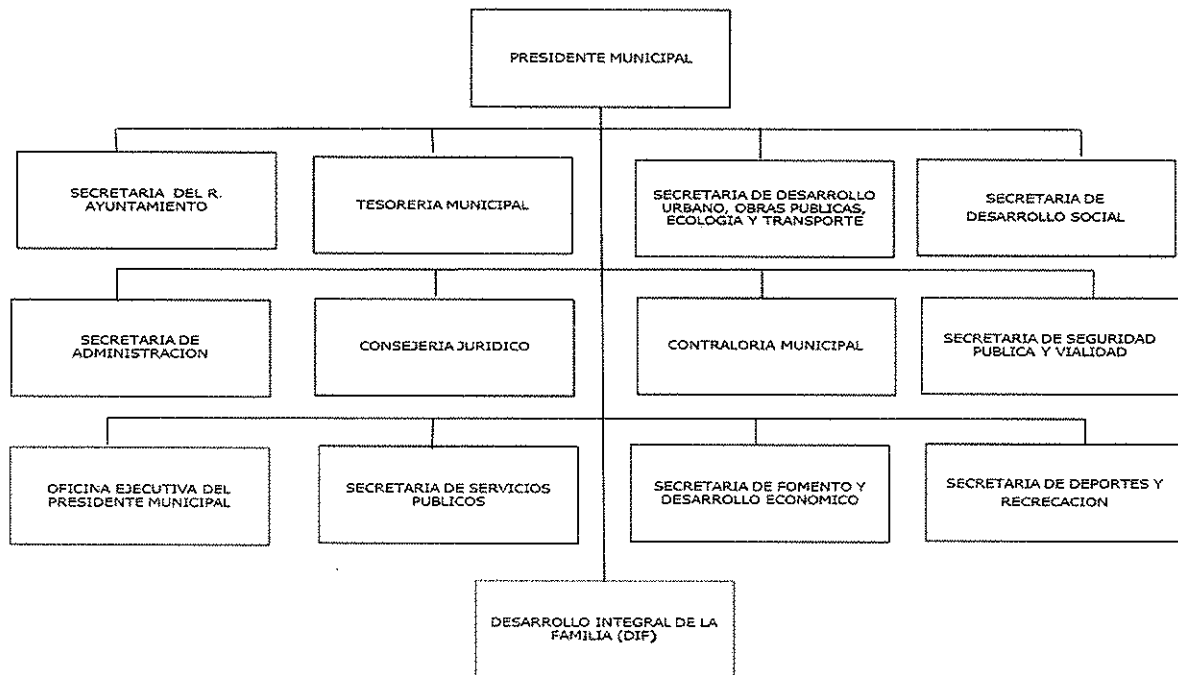 PRESIDENTE MUNICIPAL
SECRETARIA DEL R.
AYUNTAMIENTO
TESORERIA MUNICIPAL
SECRETARIA DE DESARROLLO
URBANO, OBRAS PUBLICAS,
ECOLOGIA Y TRANSPORTE
SECRETARIA DE
DESARROLLO SOCIAL
SECRETARIA DE
ADMINISTRACION
CONSEJERIA JURIDICO
CONTRALORIA MUNICIPAL
SECRETARIA DE SEGURIDAD
PUBLICA Y VIALIDAD
OFICINA EJECUTIVA DEL
PRESIDENTE MUNICIPAL
SECRETARIA DE SERVICIOS
PUBLICOS
SECRETARIA DE FOMENTO Y
DESARROLLO ECONOMICO
SECRETARIA DE DEPORTES Y
RECRECACION
DESARROLLO INTEGRAL DE LA
FAMILIA (DIF)